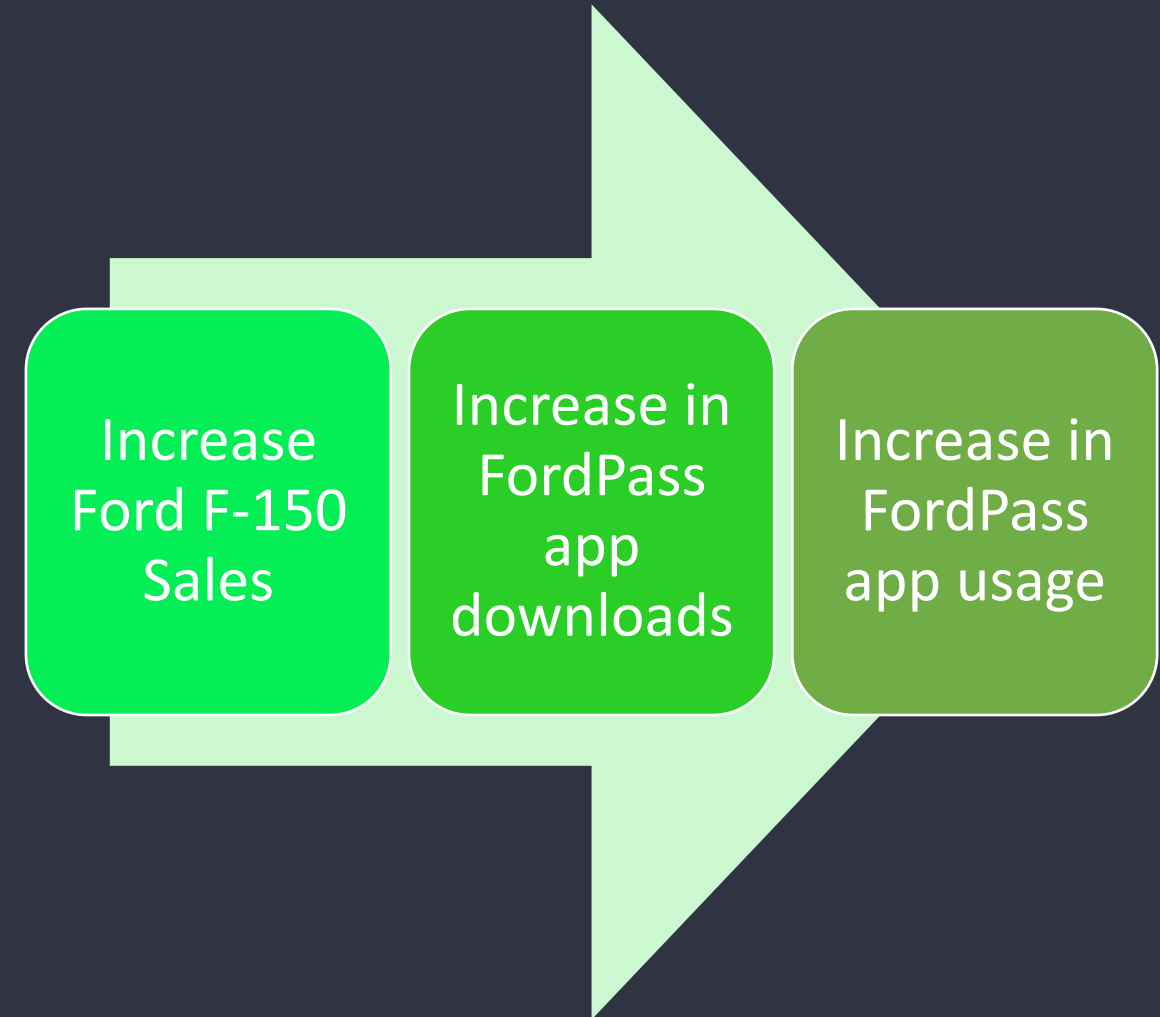 Increase
Ford F-150
Sales
Increase in
FordPass
app
downloads
Increase in
FordPass
app usage